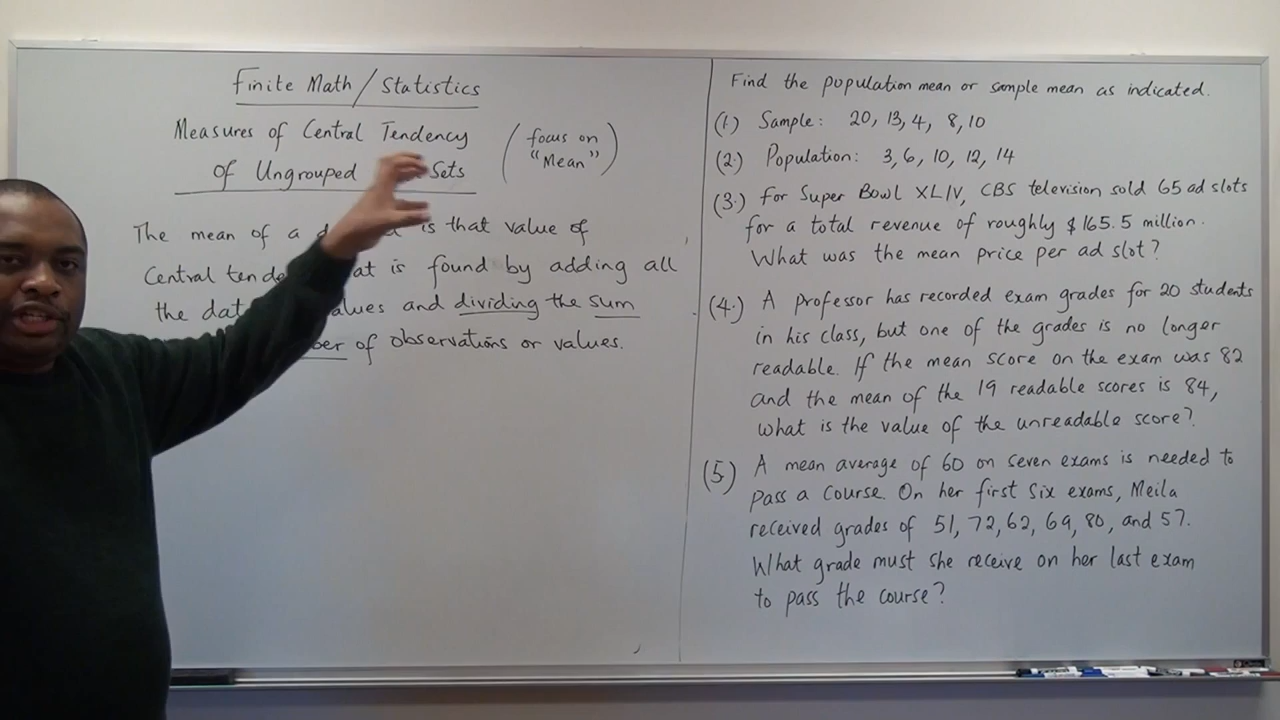 Finite Math / Statistics
Measures of Central Tendency
of Ungrouped Sets
(focus on
"Mean")
The mean of a is that value of
Central is found by adding all
the and dividing the sum
of observations or values.
Find the population mean or sample mean as indicated.
(1.) Sample: 20, 13, 4, 8, 10
(2.) Population: 3, 6, 10, 12, 14
(3.) For Super Bowl XLIV, CBS television sold 65 ad slots
for a total revenue of roughly $165.5 million.
What was the mean price per ad slot?
(4.) A professor has recorded exam grades for 20 students
in his class, but one of the grades is no longer
readable. If the mean score on the exam was 82
and the mean of the 19 readable scores is 84,
what is the value of the unreadable score?
(5) A mean average of 60 on seven exams is needed to
pass a course. On her first six exams, Meila
received grades of 51, 72, 62, 69, 80, and 57.
What grade must she receive on her last exam
to pass the course?